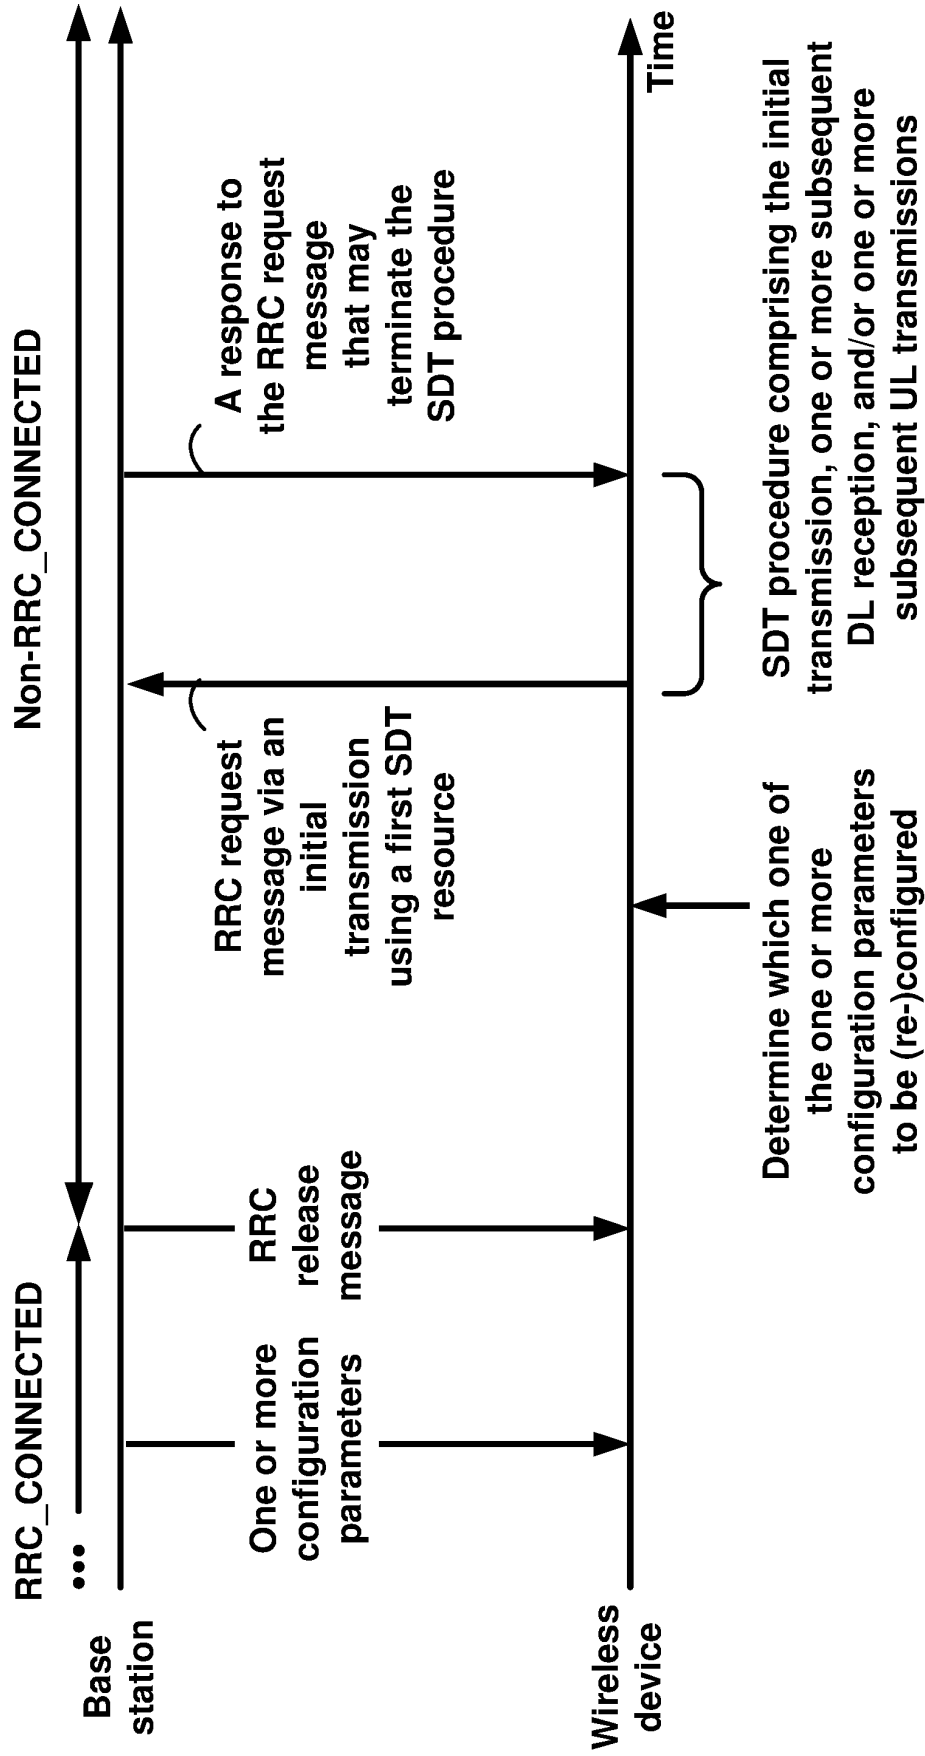 RRC_CONNECTED
Non-RRC_CONNECTED
Base
station
One or more
configuration
parameters
RRC
release
message
RRC request
message via an
initial
transmission
using a first SDT
resource
A response to
the RRC request
message
that may
terminate the
SDT procedure
Wireless
device
Time
Determine which one of
the one or more
configuration parameters
to be (re-)configured
SDT procedure comprising the initial
transmission, one or more subsequent
DL reception, and/or one or more
subsequent UL transmissions